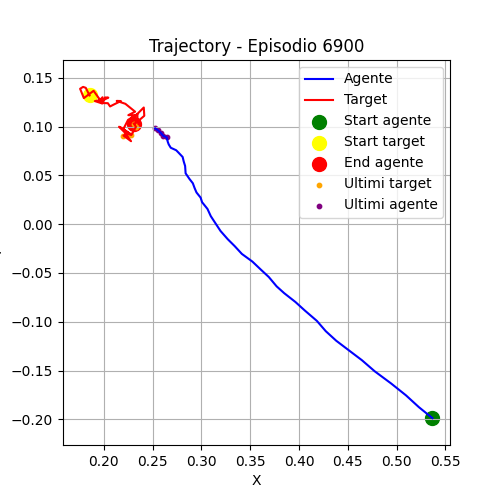 Trajectory - Episodio 6900
Agente
Target
Start agente
Start target
End agente
Ultimi target
Ultimi agente
0.15
0.10
0.05
0.00
−0.05
−0.10
−0.15
−0.20
0.20
0.25
0.30
0.35
0.40
0.45
0.50
0.55
X